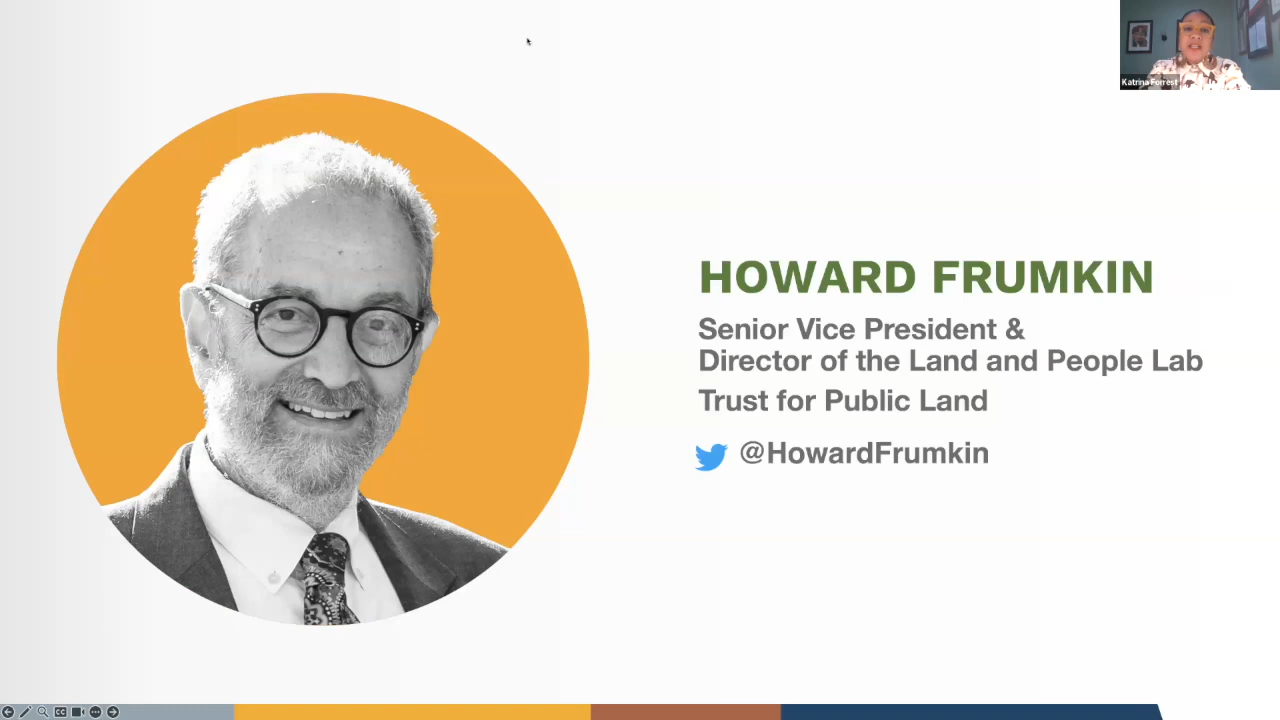 Katrina Forrest
HOWARD FRUMKIN
Senior Vice President &
Director of the Land and People Lab
Trust for Public Land
@HowardFrumkin
CC